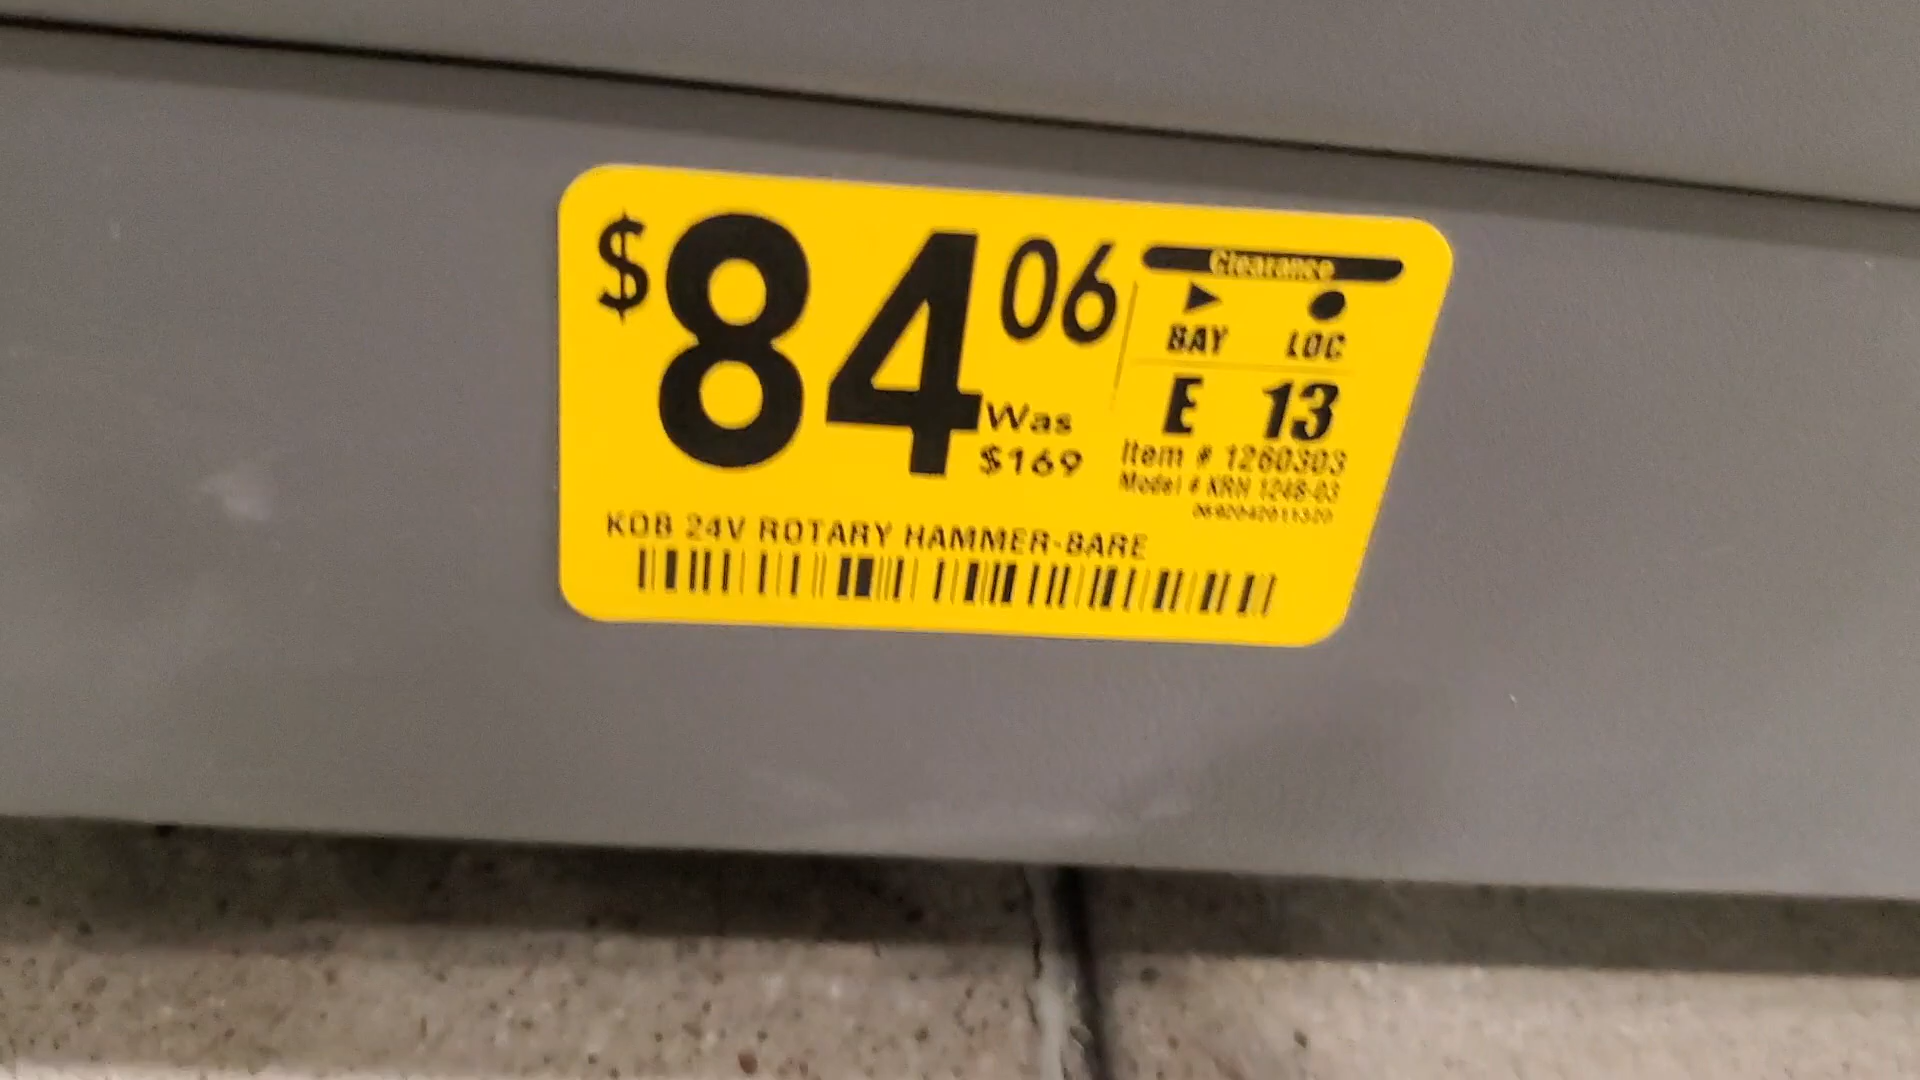 $84 06
Clearance
BAY LOC
E 13
Was
$169
Item # 1260303
Model # KRH 1248-03
KOB 24V ROTARY HAMMER-BARE